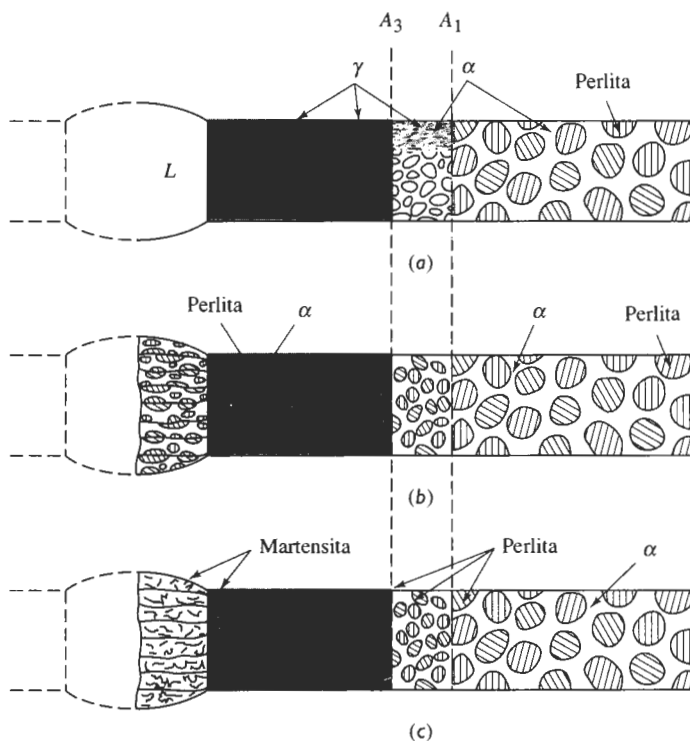 A3 A1
γ α Perlita
L
(a)
Perlita α α Perlita
(b)
Martensita Perlita α
(c)